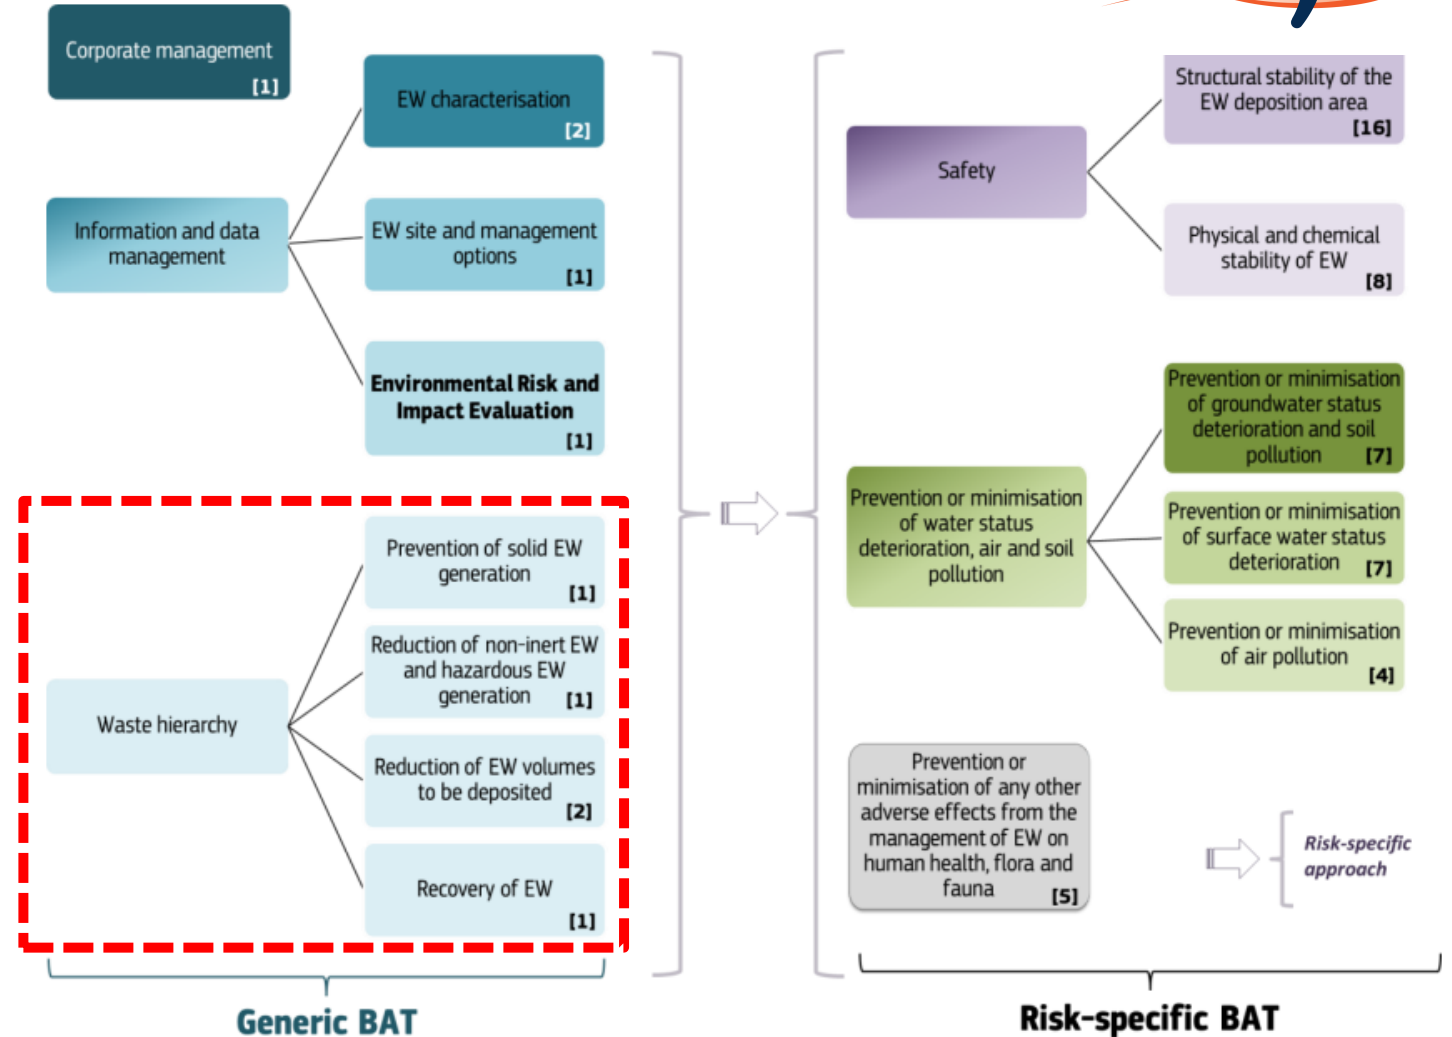 Corporate management
[1]
EW characterisation
[2]
Information and data
management
EW site and management
options
[1]
Environmental Risk and
Impact Evaluation
[1]
Waste hierarchy
Prevention of solid EW
generation
[1]
Reduction of non-inert EW
and hazardous EW
generation [1]
Reduction of EW volumes
to be deposited
[2]
Recovery of EW
[1]
Generic BAT
Safety
Structural stability of the
EW deposition area
[16]
Physical and chemical
stability of EW
[8]
Prevention or minimisation
of water status
deterioration, air and soil
pollution
Prevention or minimisation
of groundwater status
deterioration and soil
pollution [7]
Prevention or minimisation
of surface water status
deterioration [7]
Prevention or minimisation
of air pollution
[4]
Prevention or
minimisation of any other
adverse effects from the
management of EW on
human health, flora and
fauna [5]
Risk-specific
approach
Risk-specific BAT